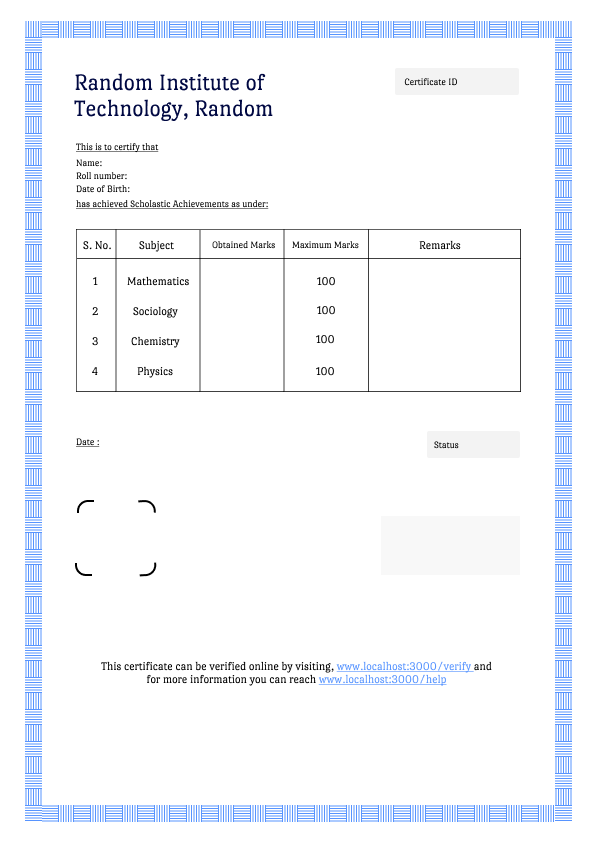 Random Institute of
Technology, Random
Certificate ID
This is to certify that
Name:
Roll number:
Date of Birth:
has achieved Scholastic Achievements as under:
S. No. Subject Obtained Marks Maximum Marks Remarks
1 Mathematics 100
2 Sociology 100
3 Chemistry 100
4 Physics 100
Date :
Status
This certificate can be verified online by visiting, www.localhost:3000/verify and
for more information you can reach www.localhost:3000/help